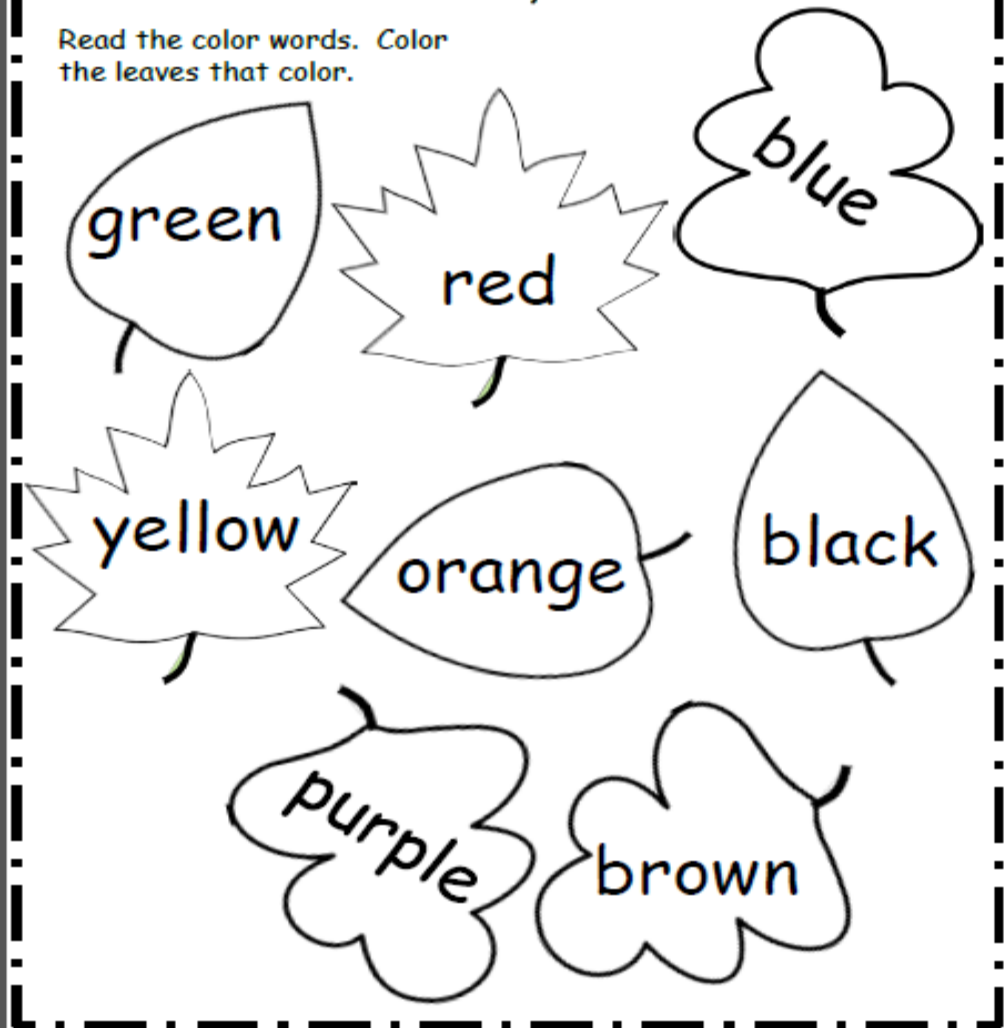 Read the color words.  Color
the leaves that color.
green
red
blue
yellow
orange
black
purple
brown